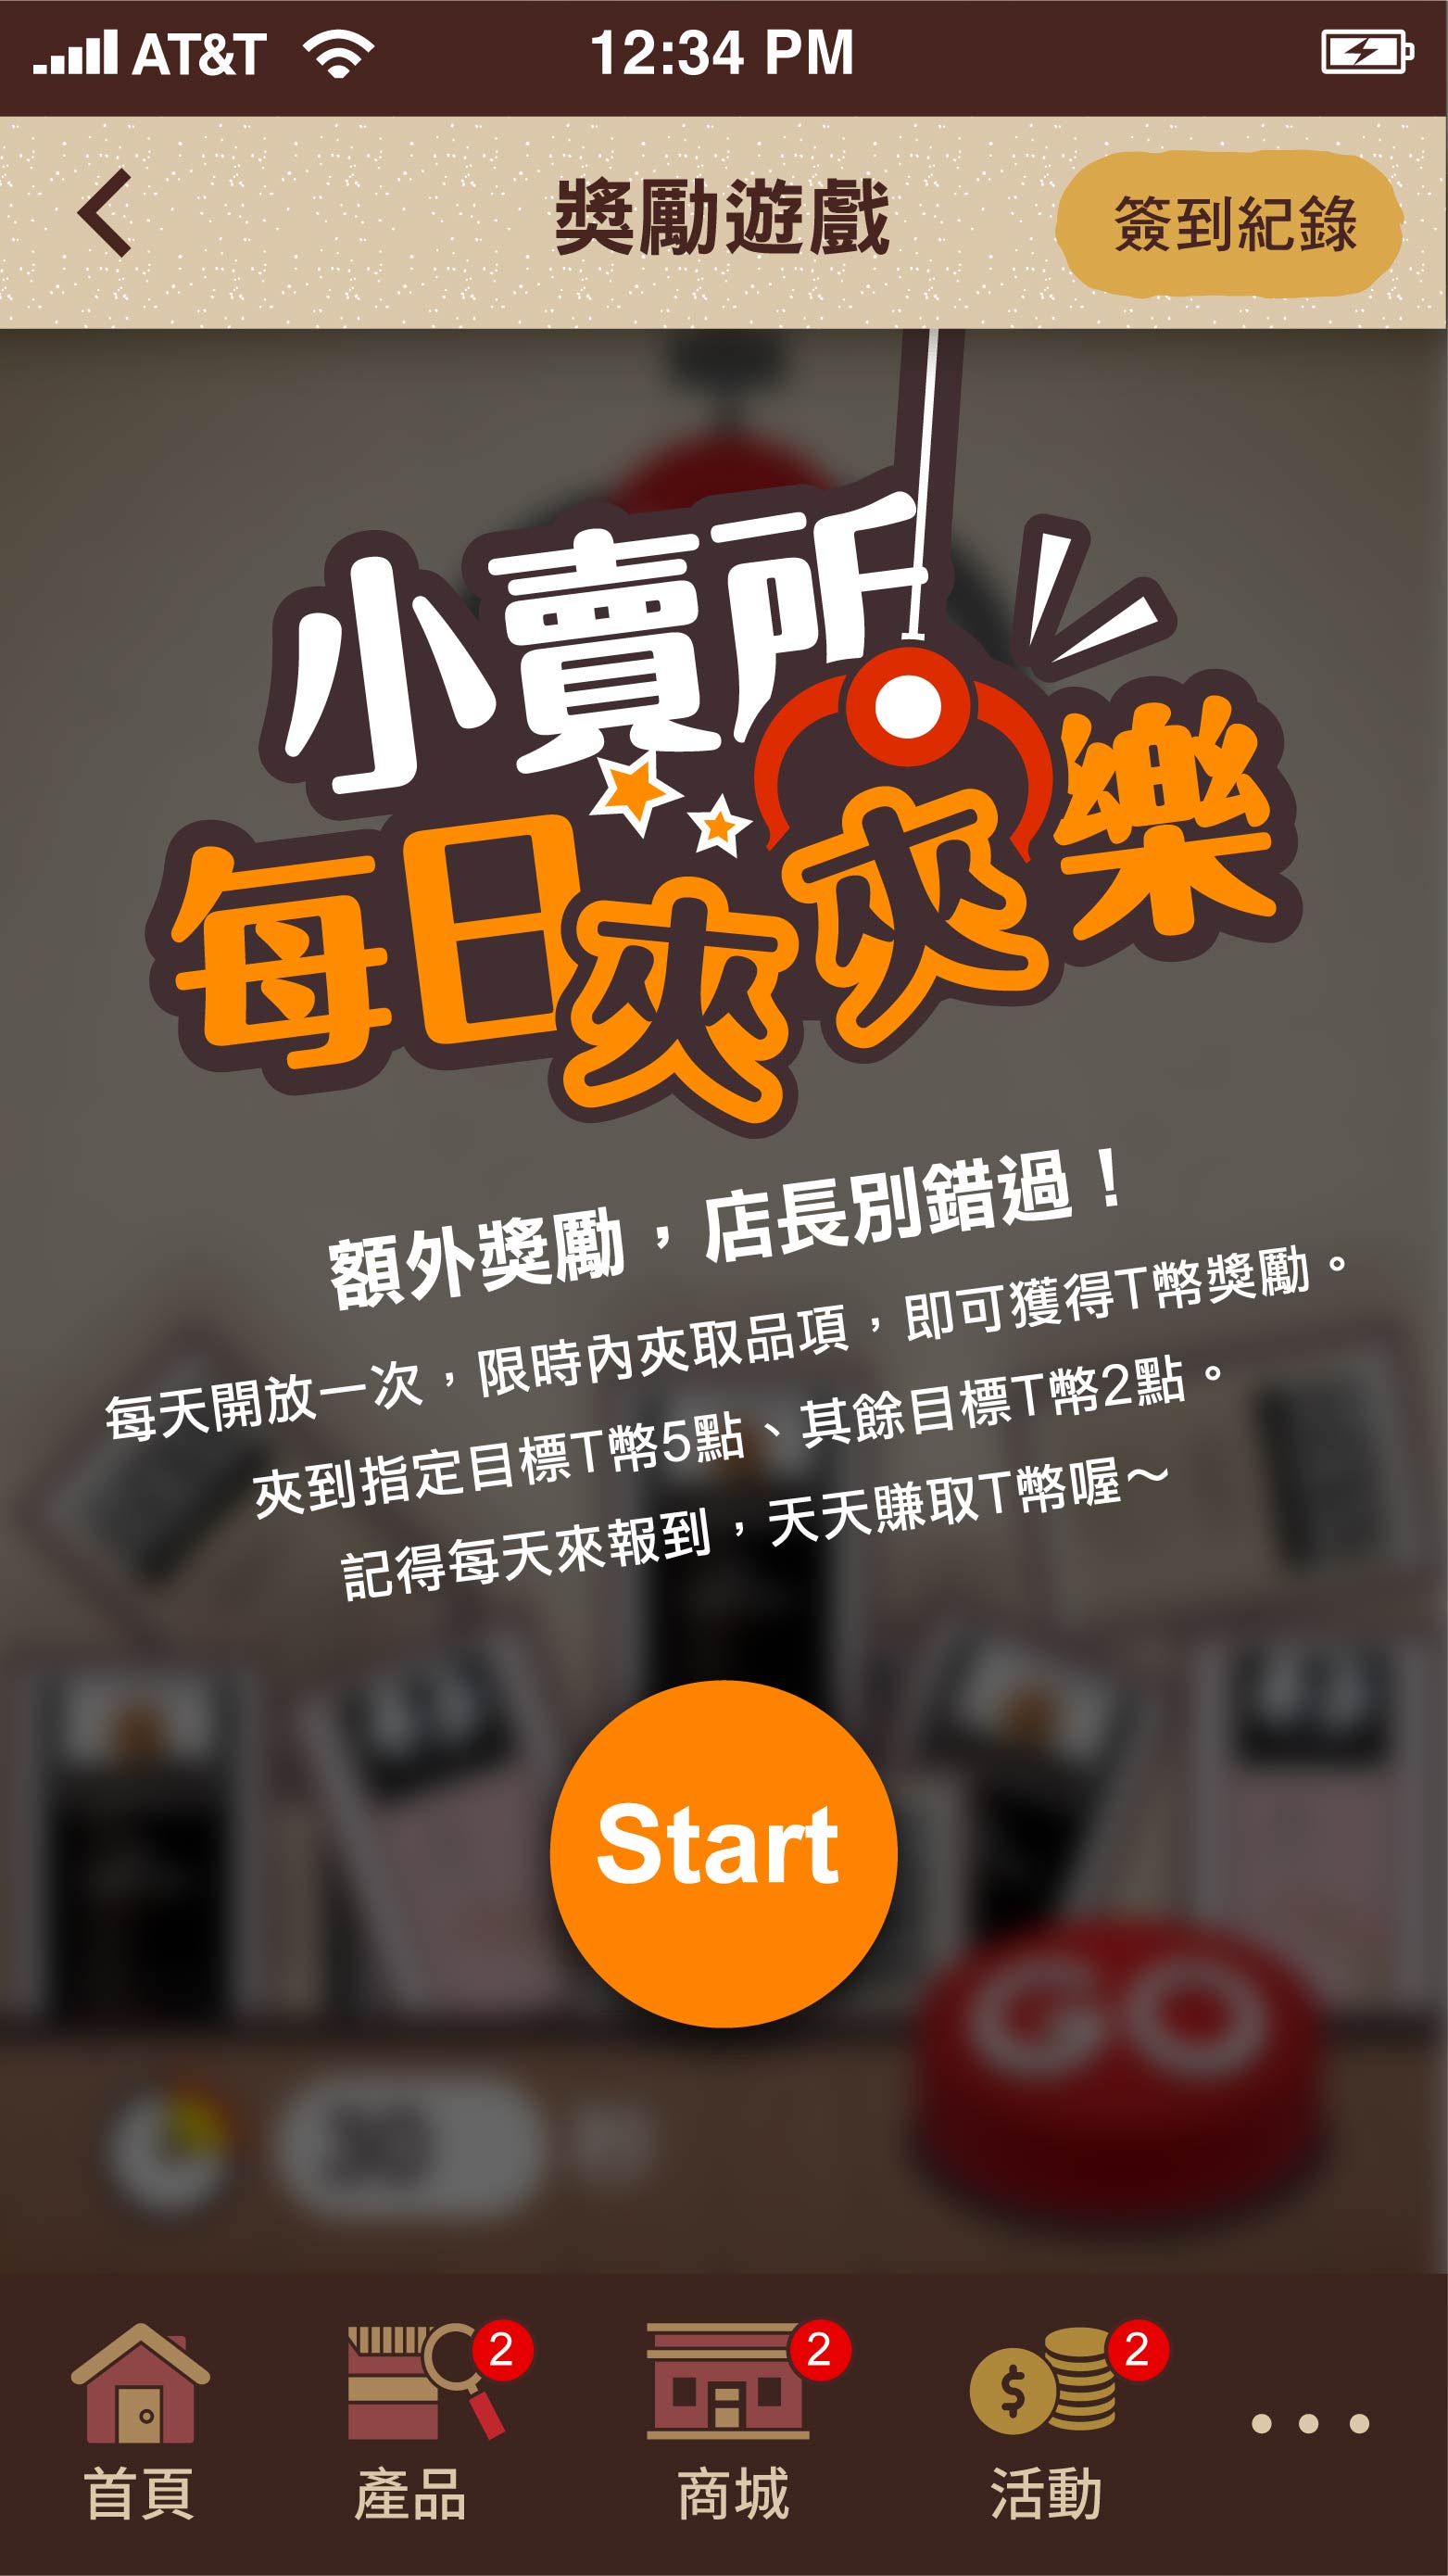 AT&T 12:34 PM
獎勵遊戲 簽到紀錄
小賣所
每日夾夾樂
額外獎勵，店長別錯過！
每天開放一次，限時內夾取品項，即可獲得T幣獎勵。
夾到指定目標T幣5點、其餘目標T幣2點。
記得每天來報到，天天賺取T幣喔～
Start
GO
30
2 2 2
首頁 產品 商城 活動